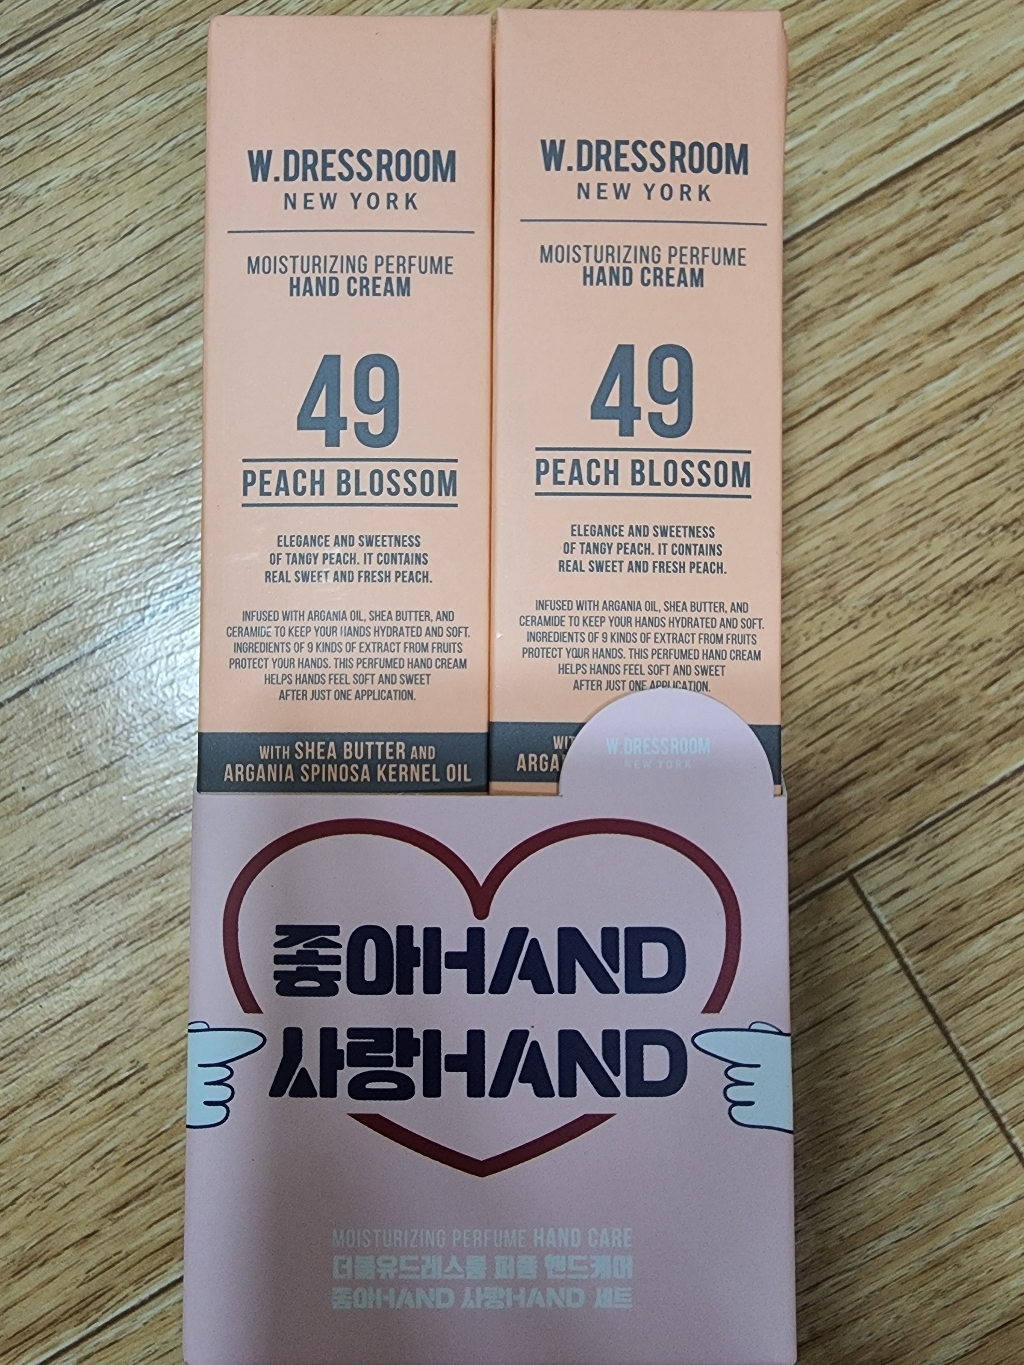 W.DRESSROOM
NEW YORK
MOISTURIZING PERFUME
HAND CREAM
49
PEACH BLOSSOM
ELEGANCE AND SWEETNESS
OF TANGY PEACH. IT CONTAINS
REAL SWEET AND FRESH PEACH.
INFUSED WITH ARGANIA OIL, SHEA BUTTER, AND
CERAMIDE TO KEEP YOUR HANDS HYDRATED AND SOFT.
INGREDIENTS OF 9 KINDS OF EXTRACT FROM FRUITS
PROTECT YOUR HANDS. THIS PERFUMED HAND CREAM
HELPS HANDS FEEL SOFT AND SWEET
AFTER JUST ONE APPLICATION.
WITH SHEA BUTTER AND
ARGANIA SPINOSA KERNEL OIL
W.DRESSROOM
NEW YORK
MOISTURIZING PERFUME
HAND CREAM
49
PEACH BLOSSOM
ELEGANCE AND SWEETNESS
OF TANGY PEACH. IT CONTAINS
REAL SWEET AND FRESH PEACH.
INFUSED WITH ARGANIA OIL, SHEA BUTTER, AND
CERAMIDE TO KEEP YOUR HANDS HYDRATED AND SOFT.
INGREDIENTS OF 9 KINDS OF EXTRACT FROM FRUITS
PROTECT YOUR HANDS. THIS PERFUMED HAND CREAM
HELPS HANDS FEEL SOFT AND SWEET
AFTER JUST ONE APPLICATION.
WIT
ARGA
W.DRESSROOM
NEW YORK
좋아HAND
사랑HAND
MOISTURIZING PERFUME HAND CARE
더블유드레스룸 퍼퓸 핸드케어
좋아HAND 사랑HAND 세트